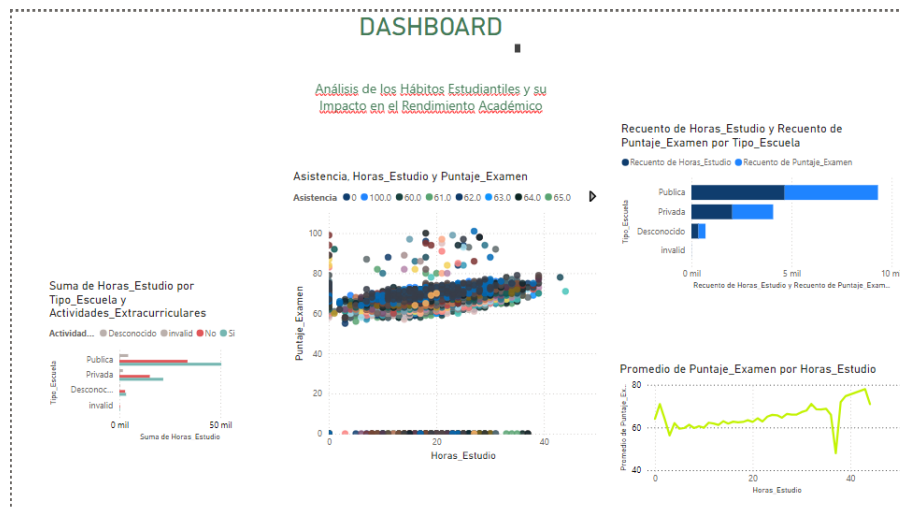 DASHBOARD
Análisis de los Hábitos Estudiantiles y su
Impacto en el Rendimiento Académico
Recuento de Horas_Estudio y Recuento de
Puntaje_Examen por Tipo_Escuela
Recuento de Horas_Estudio Recuento de Puntaje_Examen
Tipo_Escuela
Publica
Privada
Desconocido
invalid
0 mil 5 mil 10 m
Recuento de Horas_Estudio y Recuento de Puntaje_Exam...
Asistencia, Horas_Estudio y Puntaje_Examen
Asistencia 0 100.0 60.0 61.0 62.0 63.0 64.0 65.0
Puntaje_Examen
100
80
60
40
20
0
0 20 40
Horas_Estudio
Suma de Horas_Estudio por
Tipo_Escuela y
Actividades_Extracurriculares
Actividad... Desconocido invalid No Si
Tipo_Escuela
Publica
Privada
Desconoc...
invalid
0 mil 50 mil
Suma de Horas_Estudio
Promedio de Puntaje_Examen por Horas_Estudio
Promedio de Puntaje_Ex...
80
60
40
0 20 40
Horas_Estudio